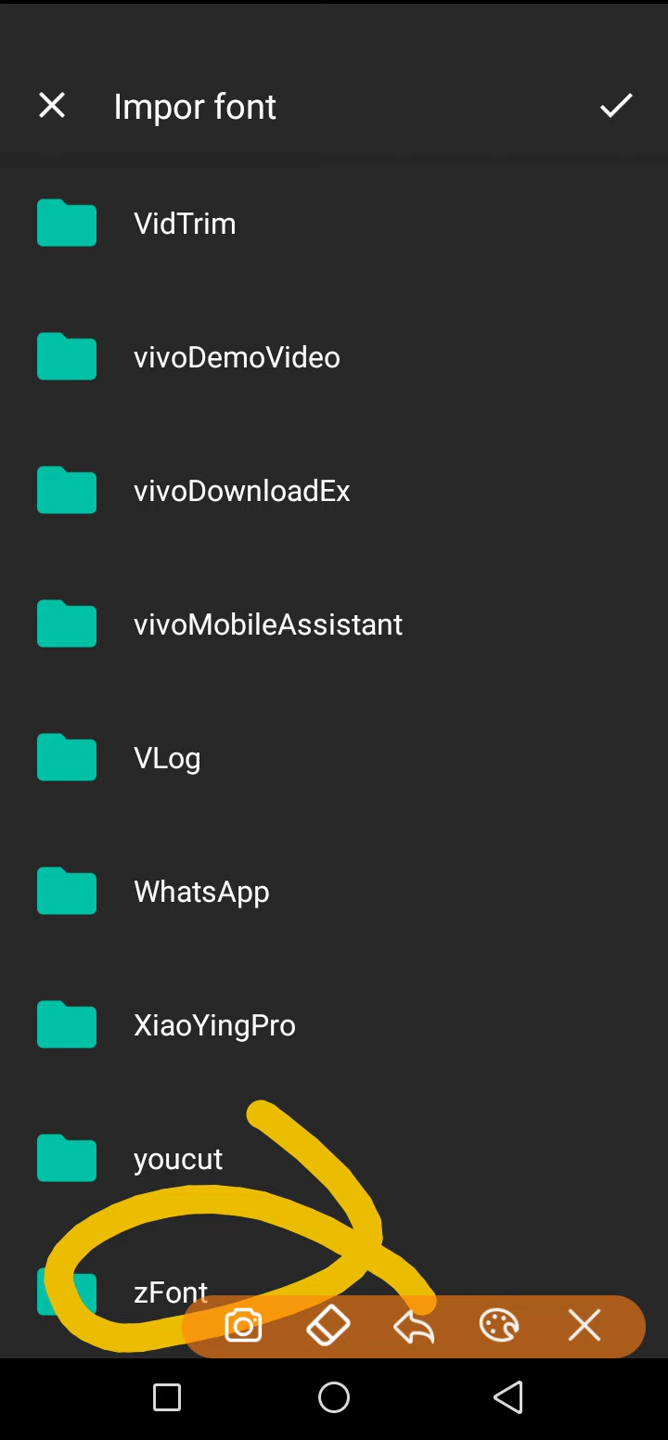 Impor font
VidTrim
vivoDemoVideo
vivoDownloadEx
vivoMobileAssistant
VLog
WhatsApp
XiaoYingPro
youcut
zFont